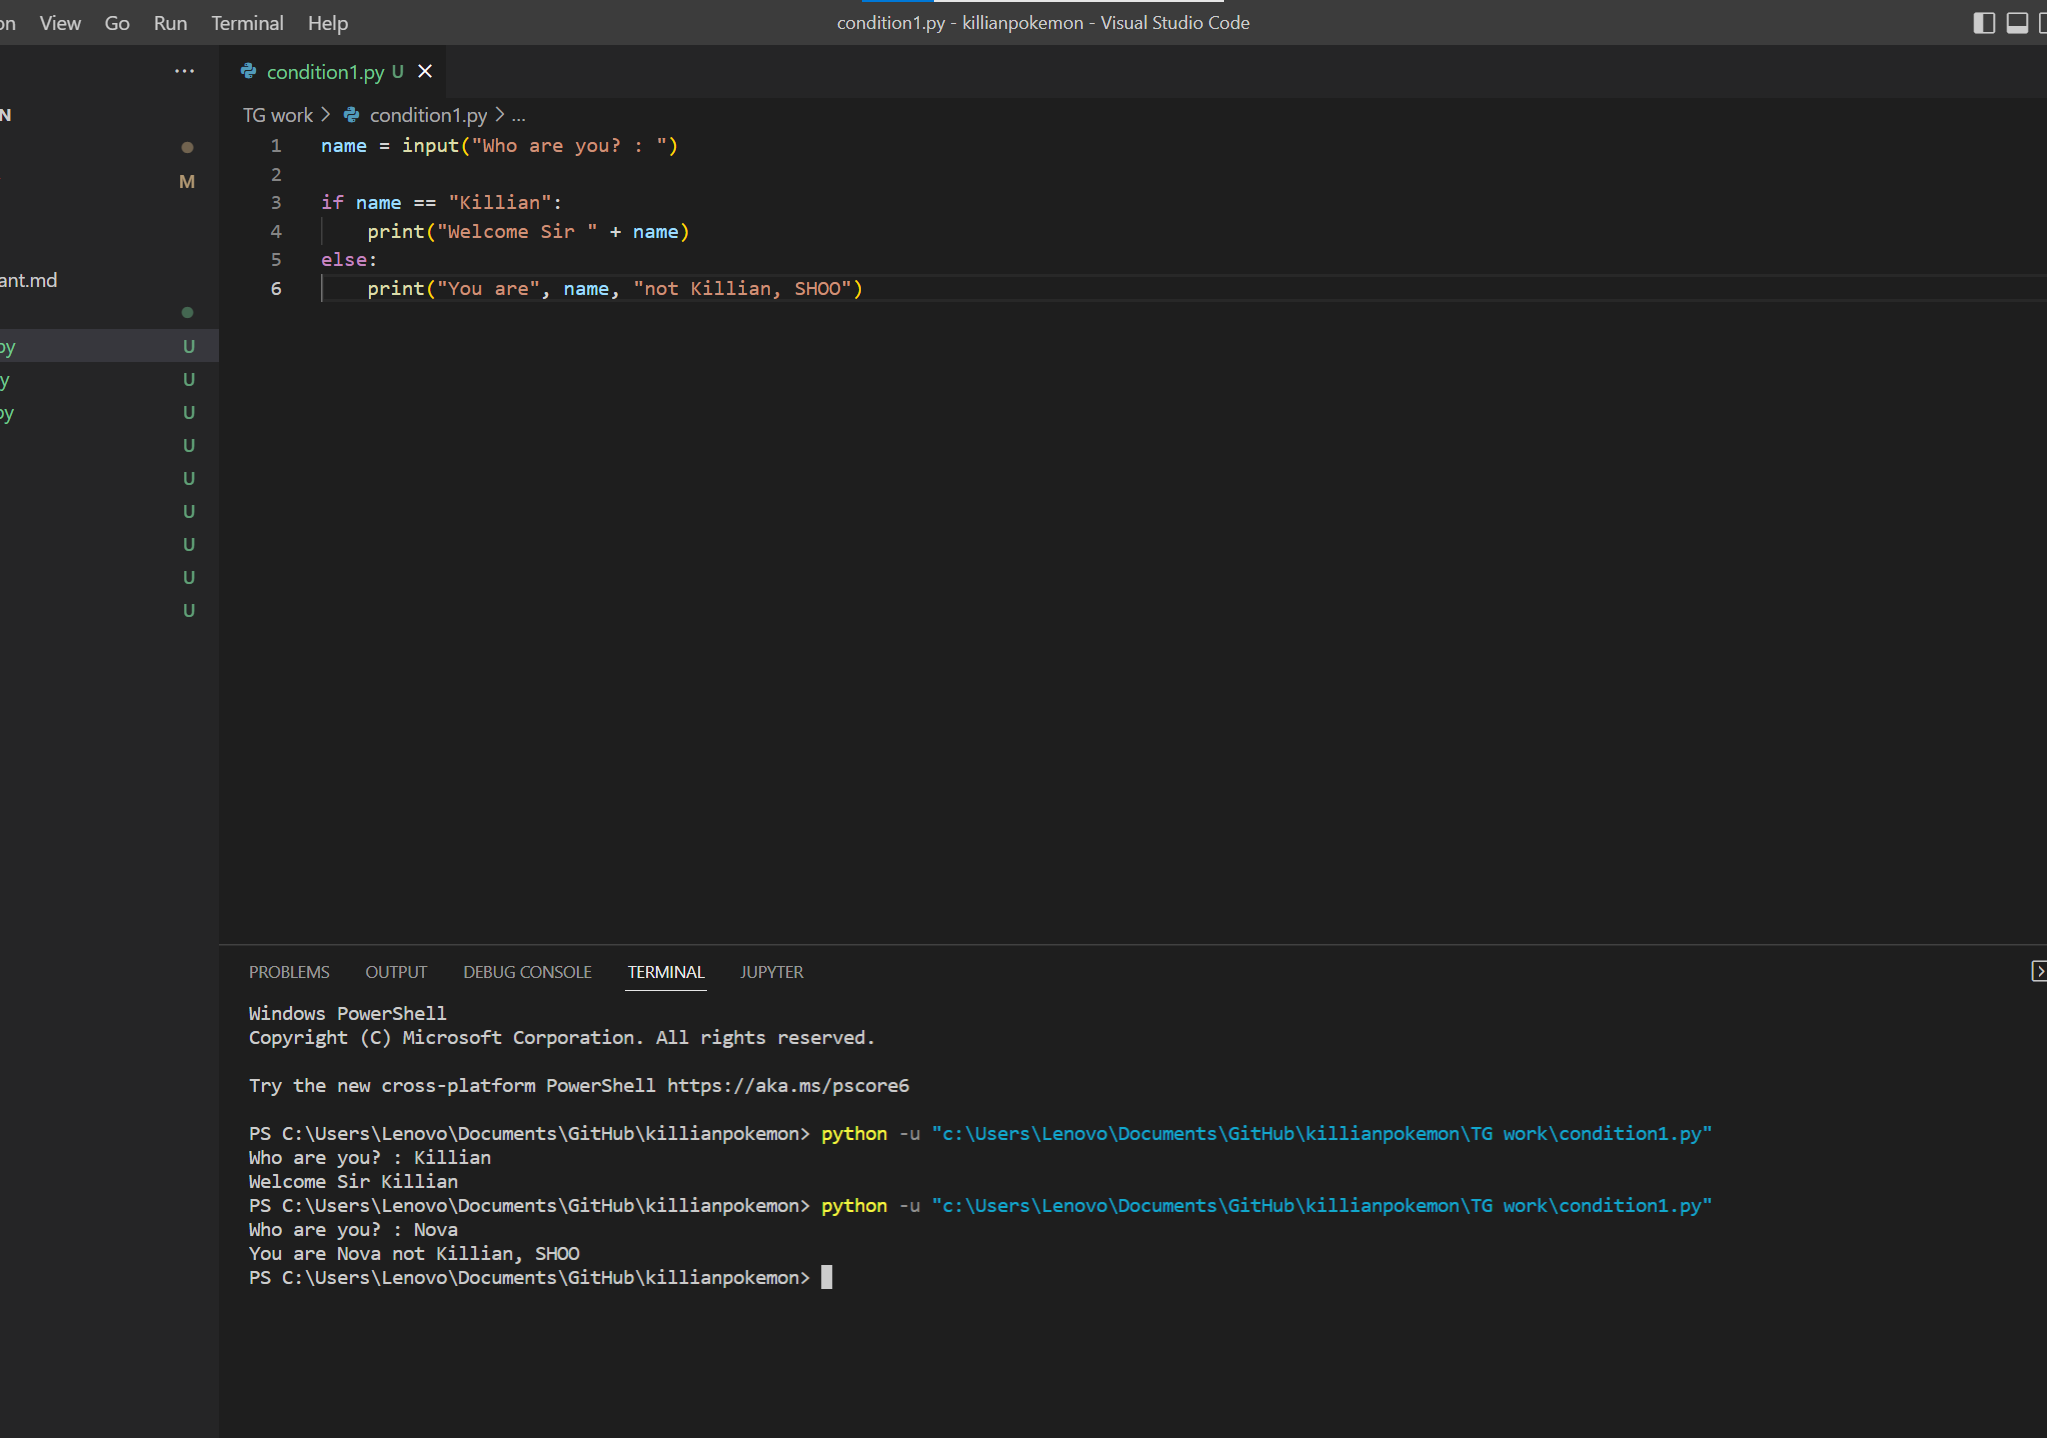 View Go Run Terminal Help condition1.py - killianpokemon - Visual Studio Code
... condition1.py U
TG work > condition1.py > ...
N
M
ant.md
py U
y U
py U
U
U
U
U
U
U
1 name = input("Who are you? : ")
2
3 if name == "Killian":
4 print("Welcome Sir " + name)
5 else:
6 print("You are", name, "not Killian, SHOO")
PROBLEMS OUTPUT DEBUG CONSOLE TERMINAL JUPYTER
Windows PowerShell
Copyright (C) Microsoft Corporation. All rights reserved.
Try the new cross-platform PowerShell https://aka.ms/pscore6
PS C:\Users\Lenovo\Documents\GitHub\killianpokemon> python -u "c:\Users\Lenovo\Documents\GitHub\killianpokemon\TG work\condition1.py"
Who are you? : Killian
Welcome Sir Killian
PS C:\Users\Lenovo\Documents\GitHub\killianpokemon> python -u "c:\Users\Lenovo\Documents\GitHub\killianpokemon\TG work\condition1.py"
Who are you? : Nova
You are Nova not Killian, SHOO
PS C:\Users\Lenovo\Documents\GitHub\killianpokemon>